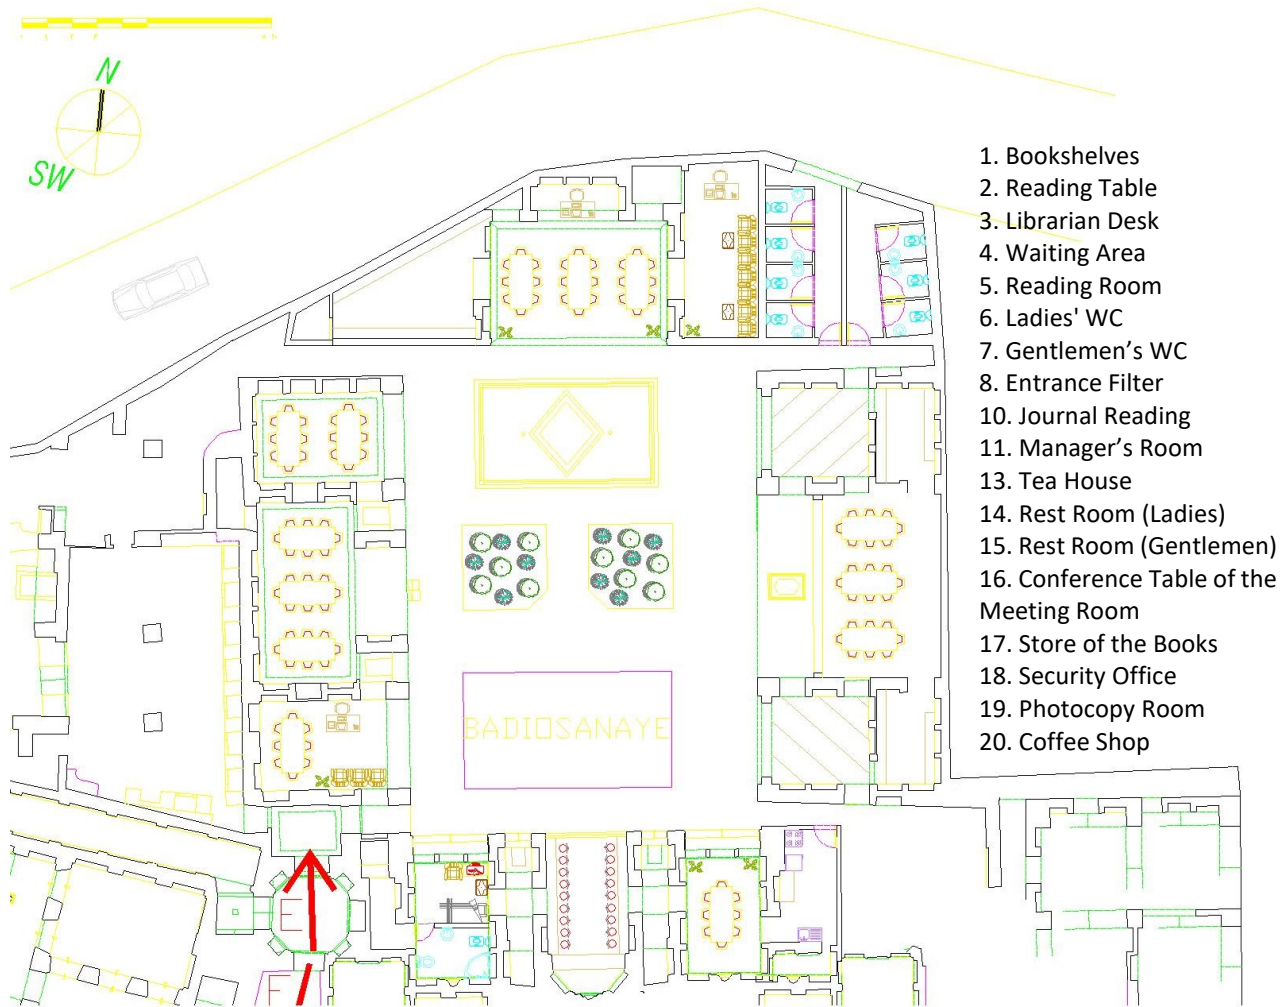 N
SW
1. Bookshelves
2. Reading Table
3. Librarian Desk
4. Waiting Area
5. Reading Room
6. Ladies' WC
7. Gentlemen’s WC
8. Entrance Filter
10. Journal Reading
11. Manager’s Room
13. Tea House
14. Rest Room (Ladies)
15. Rest Room (Gentlemen)
16. Conference Table of the
Meeting Room
17. Store of the Books
18. Security Office
19. Photocopy Room
20. Coffee Shop
BADIOSANAYE
E
E